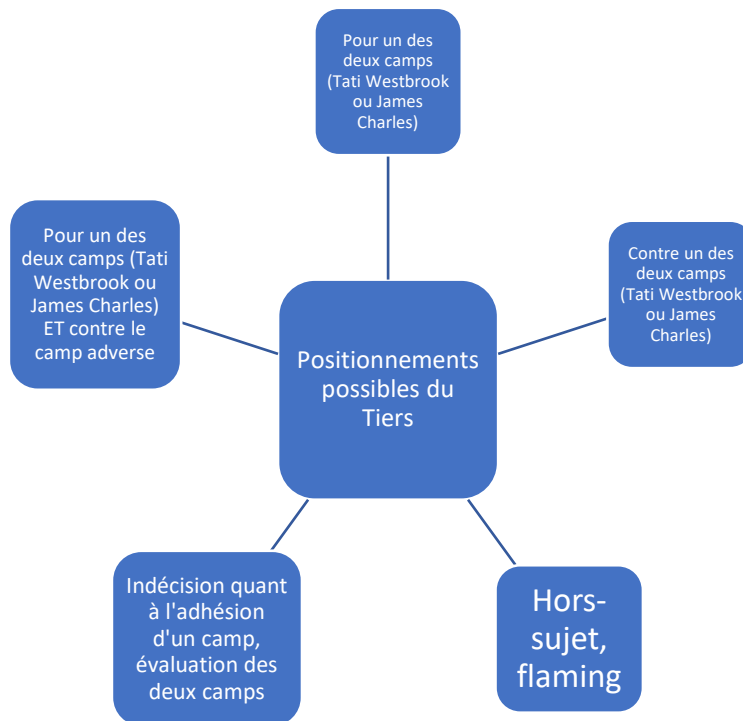 Pour un des
deux camps
(Tati Westbrook
ou James
Charles)
Pour un des
deux camps (Tati
Westbrook ou
James Charles)
ET contre le
camp adverse
Contre un des
deux camps
(Tati Westbrook
ou James
Charles)
Positionnements
possibles du
Tiers
Indécision quant
à l'adhésion
d'un camp,
évaluation des
deux camps
Hors-
sujet,
flaming